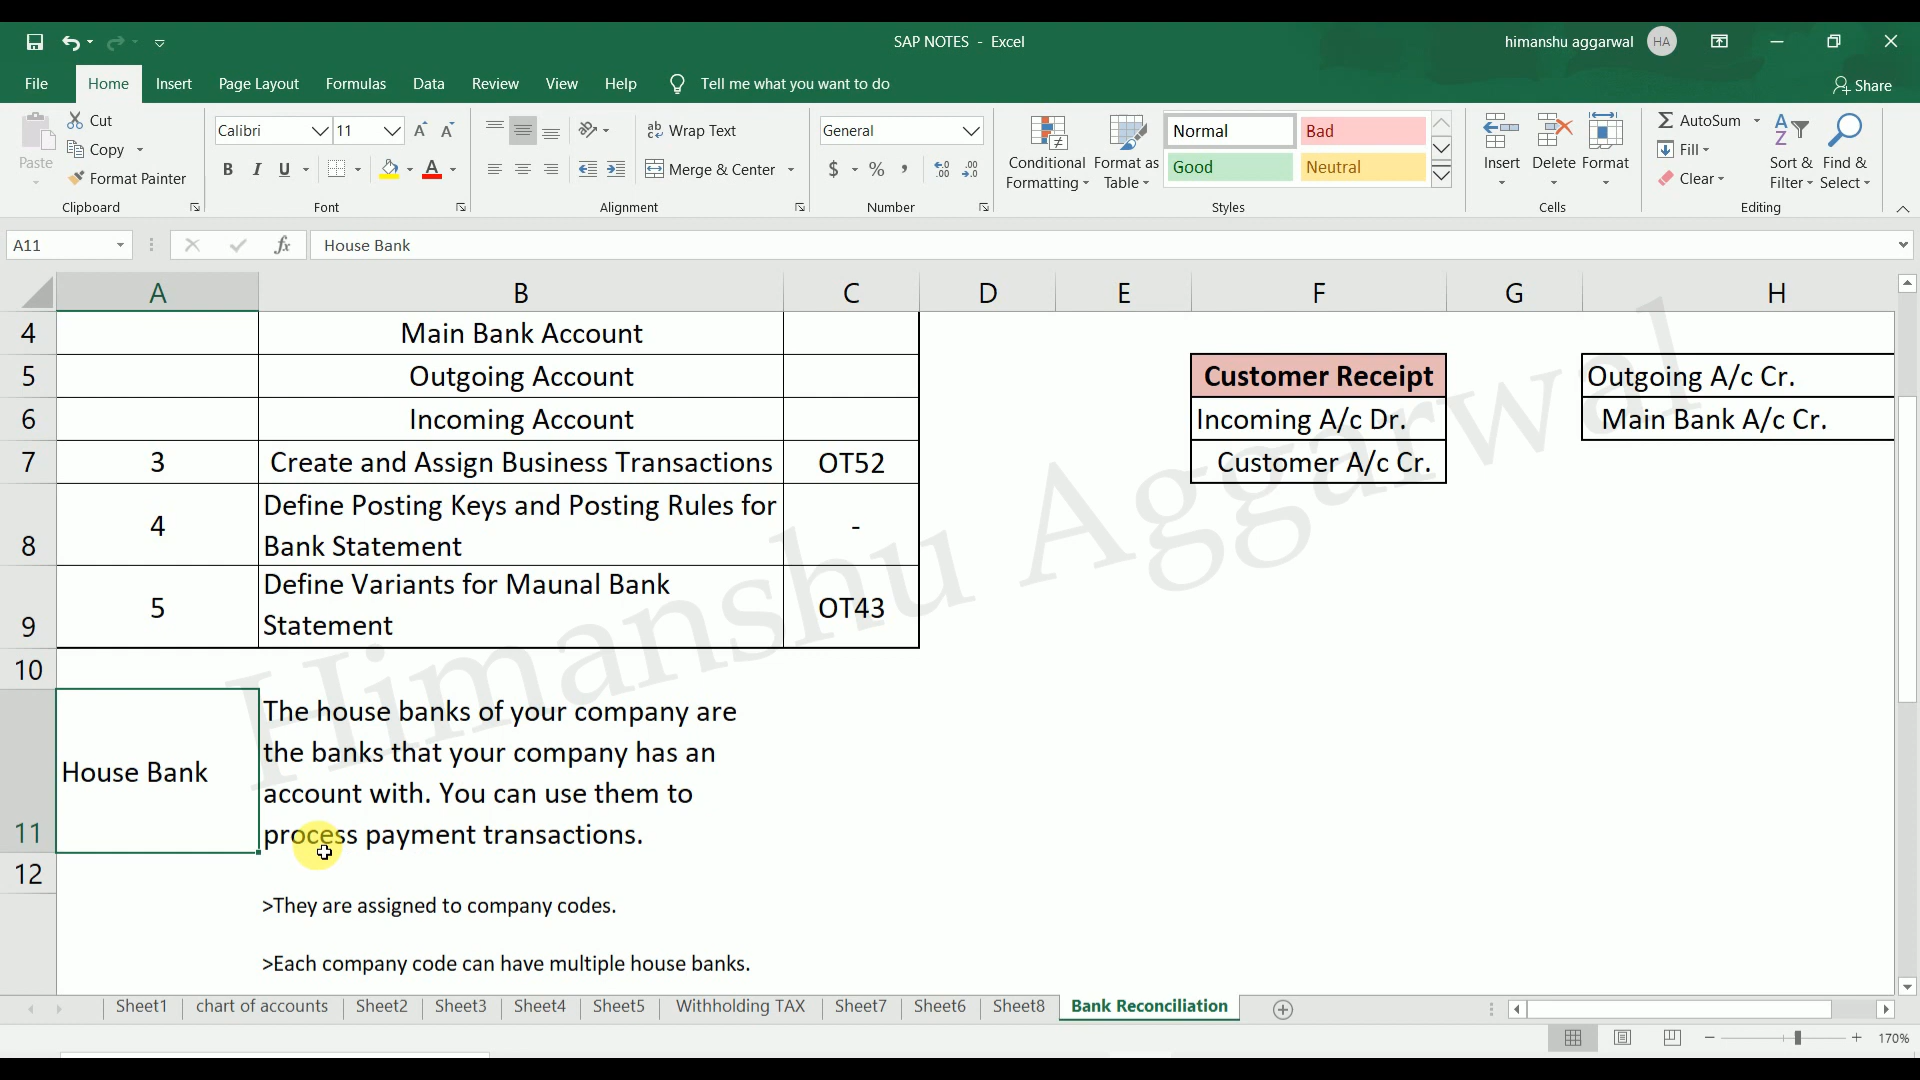 SAP NOTES - Excel
himanshu aggarwal HA
File Home Insert Page Layout Formulas Data Review View Help Tell me what you want to do Share
Paste Cut Copy Format Painter Clipboard
Calibri 11 B I U A Font
ab Wrap Text Merge & Center Alignment
General $ % , Number
Conditional Formatting Format as Table Normal Bad Good Neutral Styles
Insert Delete Format Cells
AutoSum Fill Clear Sort & Filter Find & Select Editing
A11 fx House Bank
A B C D E F G H
4 Main Bank Account
5 Outgoing Account Customer Receipt Outgoing A/c Cr.
6 Incoming Account Incoming A/c Dr. Main Bank A/c Cr.
7 3 Create and Assign Business Transactions OT52 Customer A/c Cr.
8 4 Define Posting Keys and Posting Rules for
Bank Statement -
9 5 Define Variants for Maunal Bank
Statement OT43
10
11 House Bank The house banks of your company are
the banks that your company has an
account with. You can use them to
process payment transactions.
12
>They are assigned to company codes.
>Each company code can have multiple house banks.
Himanshu Aggarwal
Sheet1 chart of accounts Sheet2 Sheet3 Sheet4 Sheet5 Withholding TAX Sheet7 Sheet6 Sheet8 Bank Reconciliation
170%